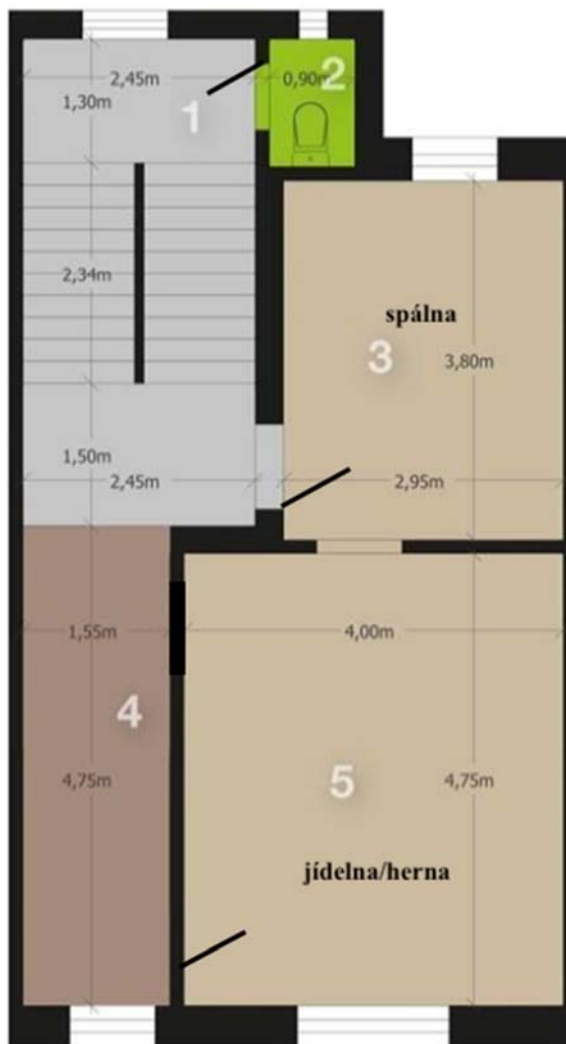 2,45m
0,90m
2
1,30m
1
2,34m
spálna
3
3,80m
1,50m
2,45m
2,95m
1,55m
4,00m
4
4,75m
5
4,75m
jídelna/herna